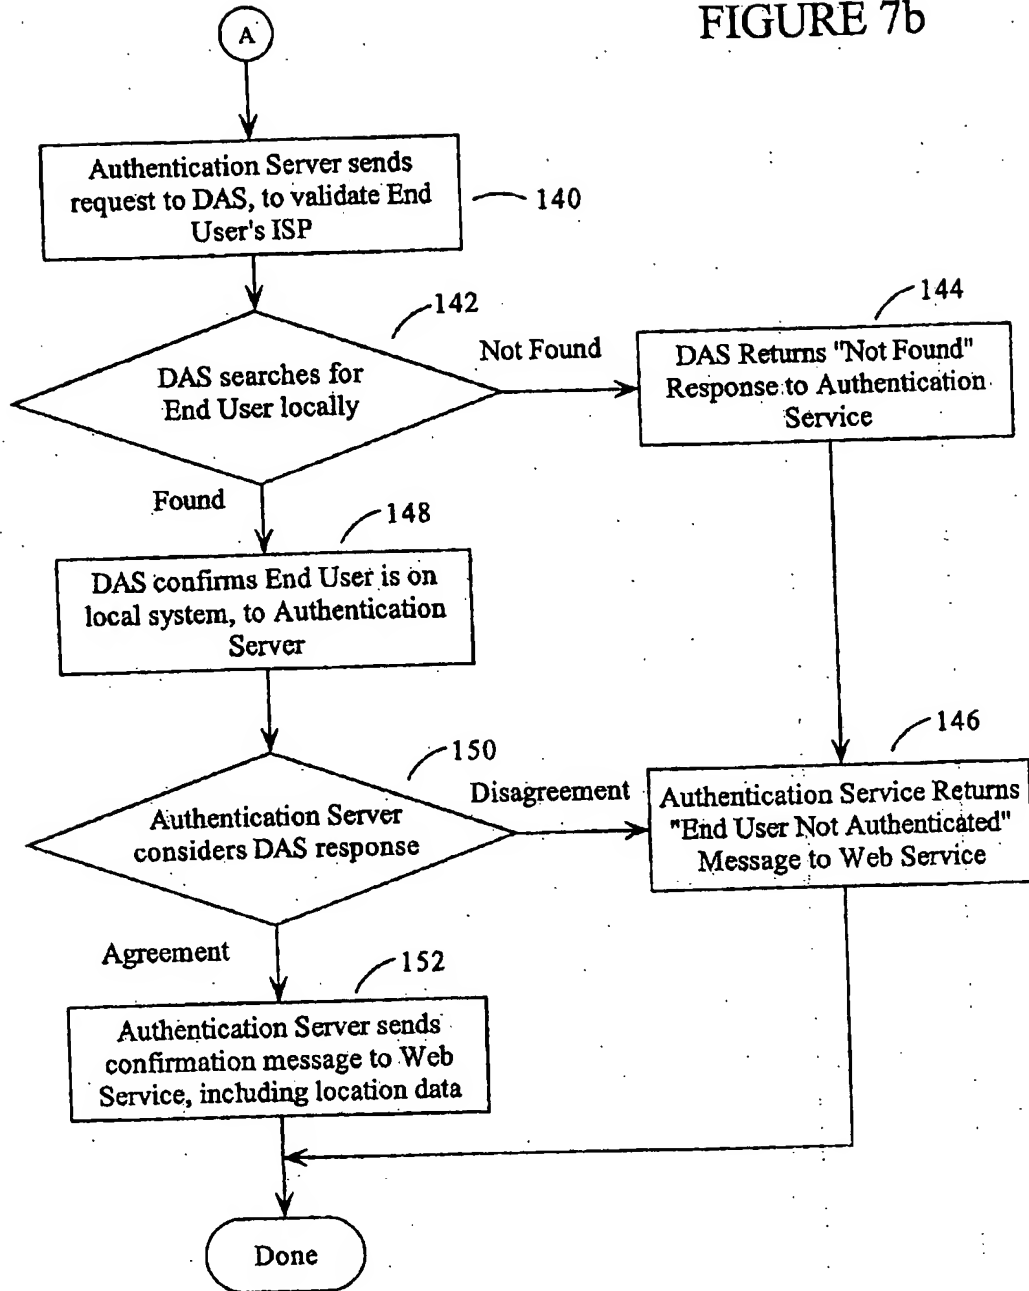 FIGURE 7b
A
Authentication Server sends
request to DAS, to validate End
User's ISP
140
142
DAS searches for
End User locally
Not Found
144
DAS Returns "Not Found"
Response to Authentication
Service
Found
148
DAS confirms End User is on
local system, to Authentication
Server
150
Authentication Server
considers DAS response
Disagreement
146
Authentication Service Returns
"End User Not Authenticated"
Message to Web Service
Agreement
152
Authentication Server sends
confirmation message to Web
Service, including location data
Done